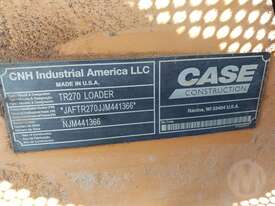 CNH Industrial America LLC
MADE IN U.S.A.
TR270 LOADER
*JAFTR270JJM441366*
NJM441366
CASE
CONSTRUCTION
Racine, WI 53404 U.S.A.